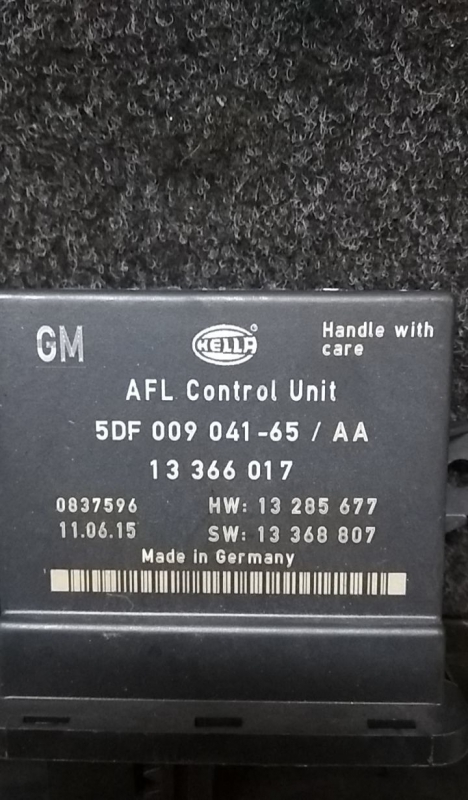 GM
HELLA
®
Handle with
care
AFL Control Unit
5DF 009 041-65 / AA
13 366 017
0837596
HW: 13 285 677
11.06.15
SW: 13 368 807
Made in Germany